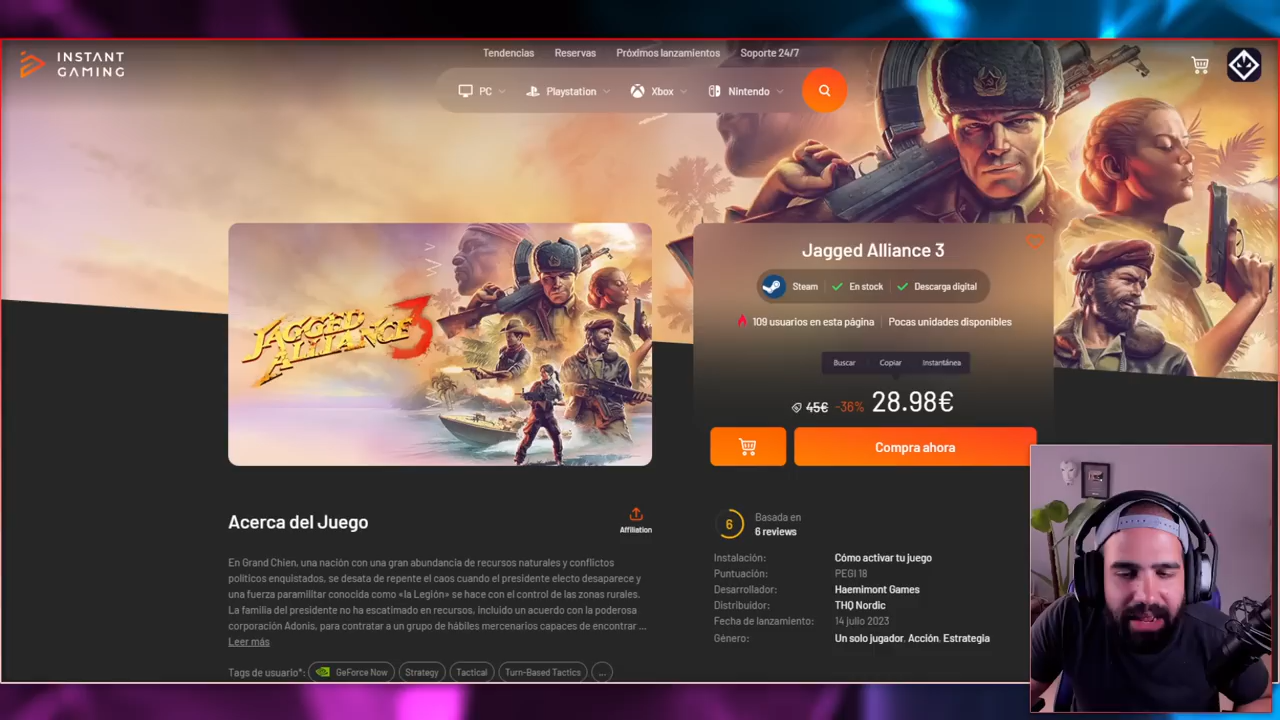 INSTANT
GAMING
Tendencias
Reservas
Próximos lanzamientos
Soporte 24/7
PC
Playstation
Xbox
Nintendo
JAGGED
ALLIANCE 3
Jagged Alliance 3
Steam
En stock
Descarga digital
109 usuarios en esta página
Pocas unidades disponibles
Buscar
Copiar
Instantánea
45€
-36%
28.98€
Compra ahora
Acerca del Juego
Affiliation
En Grand Chien, una nación con una gran abundancia de recursos naturales y conflictos
políticos enquistados, se desata de repente el caos cuando el presidente electo desaparece y
una fuerza paramilitar conocida como «la Legión» se hace con el control de las zonas rurales.
La familia del presidente no ha escatimado en recursos, incluido un acuerdo con la poderosa
corporación Adonis, para contratar a un grupo de hábiles mercenarios capaces de encontrar ...
Leer más
Tags de usuario*:
GeForce Now
Strategy
Tactical
Turn-Based Tactics
...
6
Basada en
6 reviews
Instalación: Cómo activar tu juego
Puntuación: PEGI 18
Desarrollador: Haemimont Games
Distribuidor: THQ Nordic
Fecha de lanzamiento: 14 julio 2023
Género: Un solo jugador, Acción, Estrategia